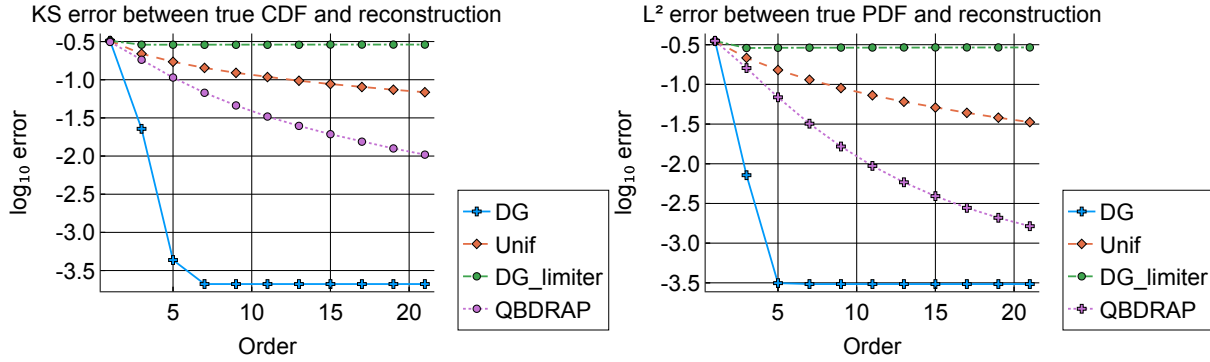 KS error between true CDF and reconstruction
-0.5
-1.0
-1.5
-2.0
-2.5
-3.0
-3.5
log₁₀ error
5
10
15
20
Order
DG
Unif
DG_limiter
QBDRAP
L² error between true PDF and reconstruction
-0.5
-1.0
-1.5
-2.0
-2.5
-3.0
-3.5
log₁₀ error
5
10
15
20
Order
DG
Unif
DG_limiter
QBDRAP